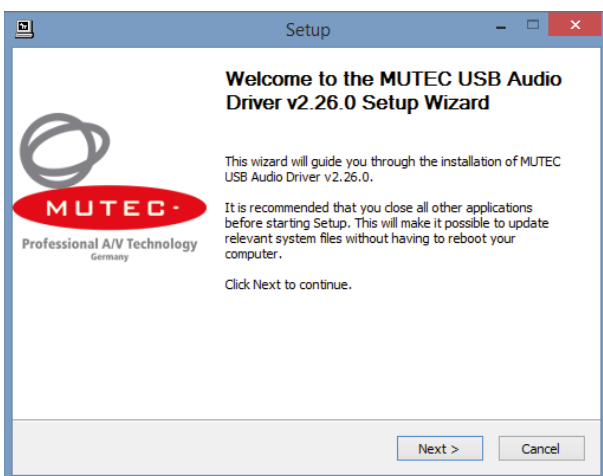 Setup
Welcome to the MUTEC USB Audio
Driver v2.26.0 Setup Wizard
This wizard will guide you through the installation of MUTEC
USB Audio Driver v2.26.0.
It is recommended that you close all other applications
before starting Setup. This will make it possible to update
relevant system files without having to reboot your
computer.
Click Next to continue.
MUTEC
Professional A/V Technology
Germany
Next >
Cancel